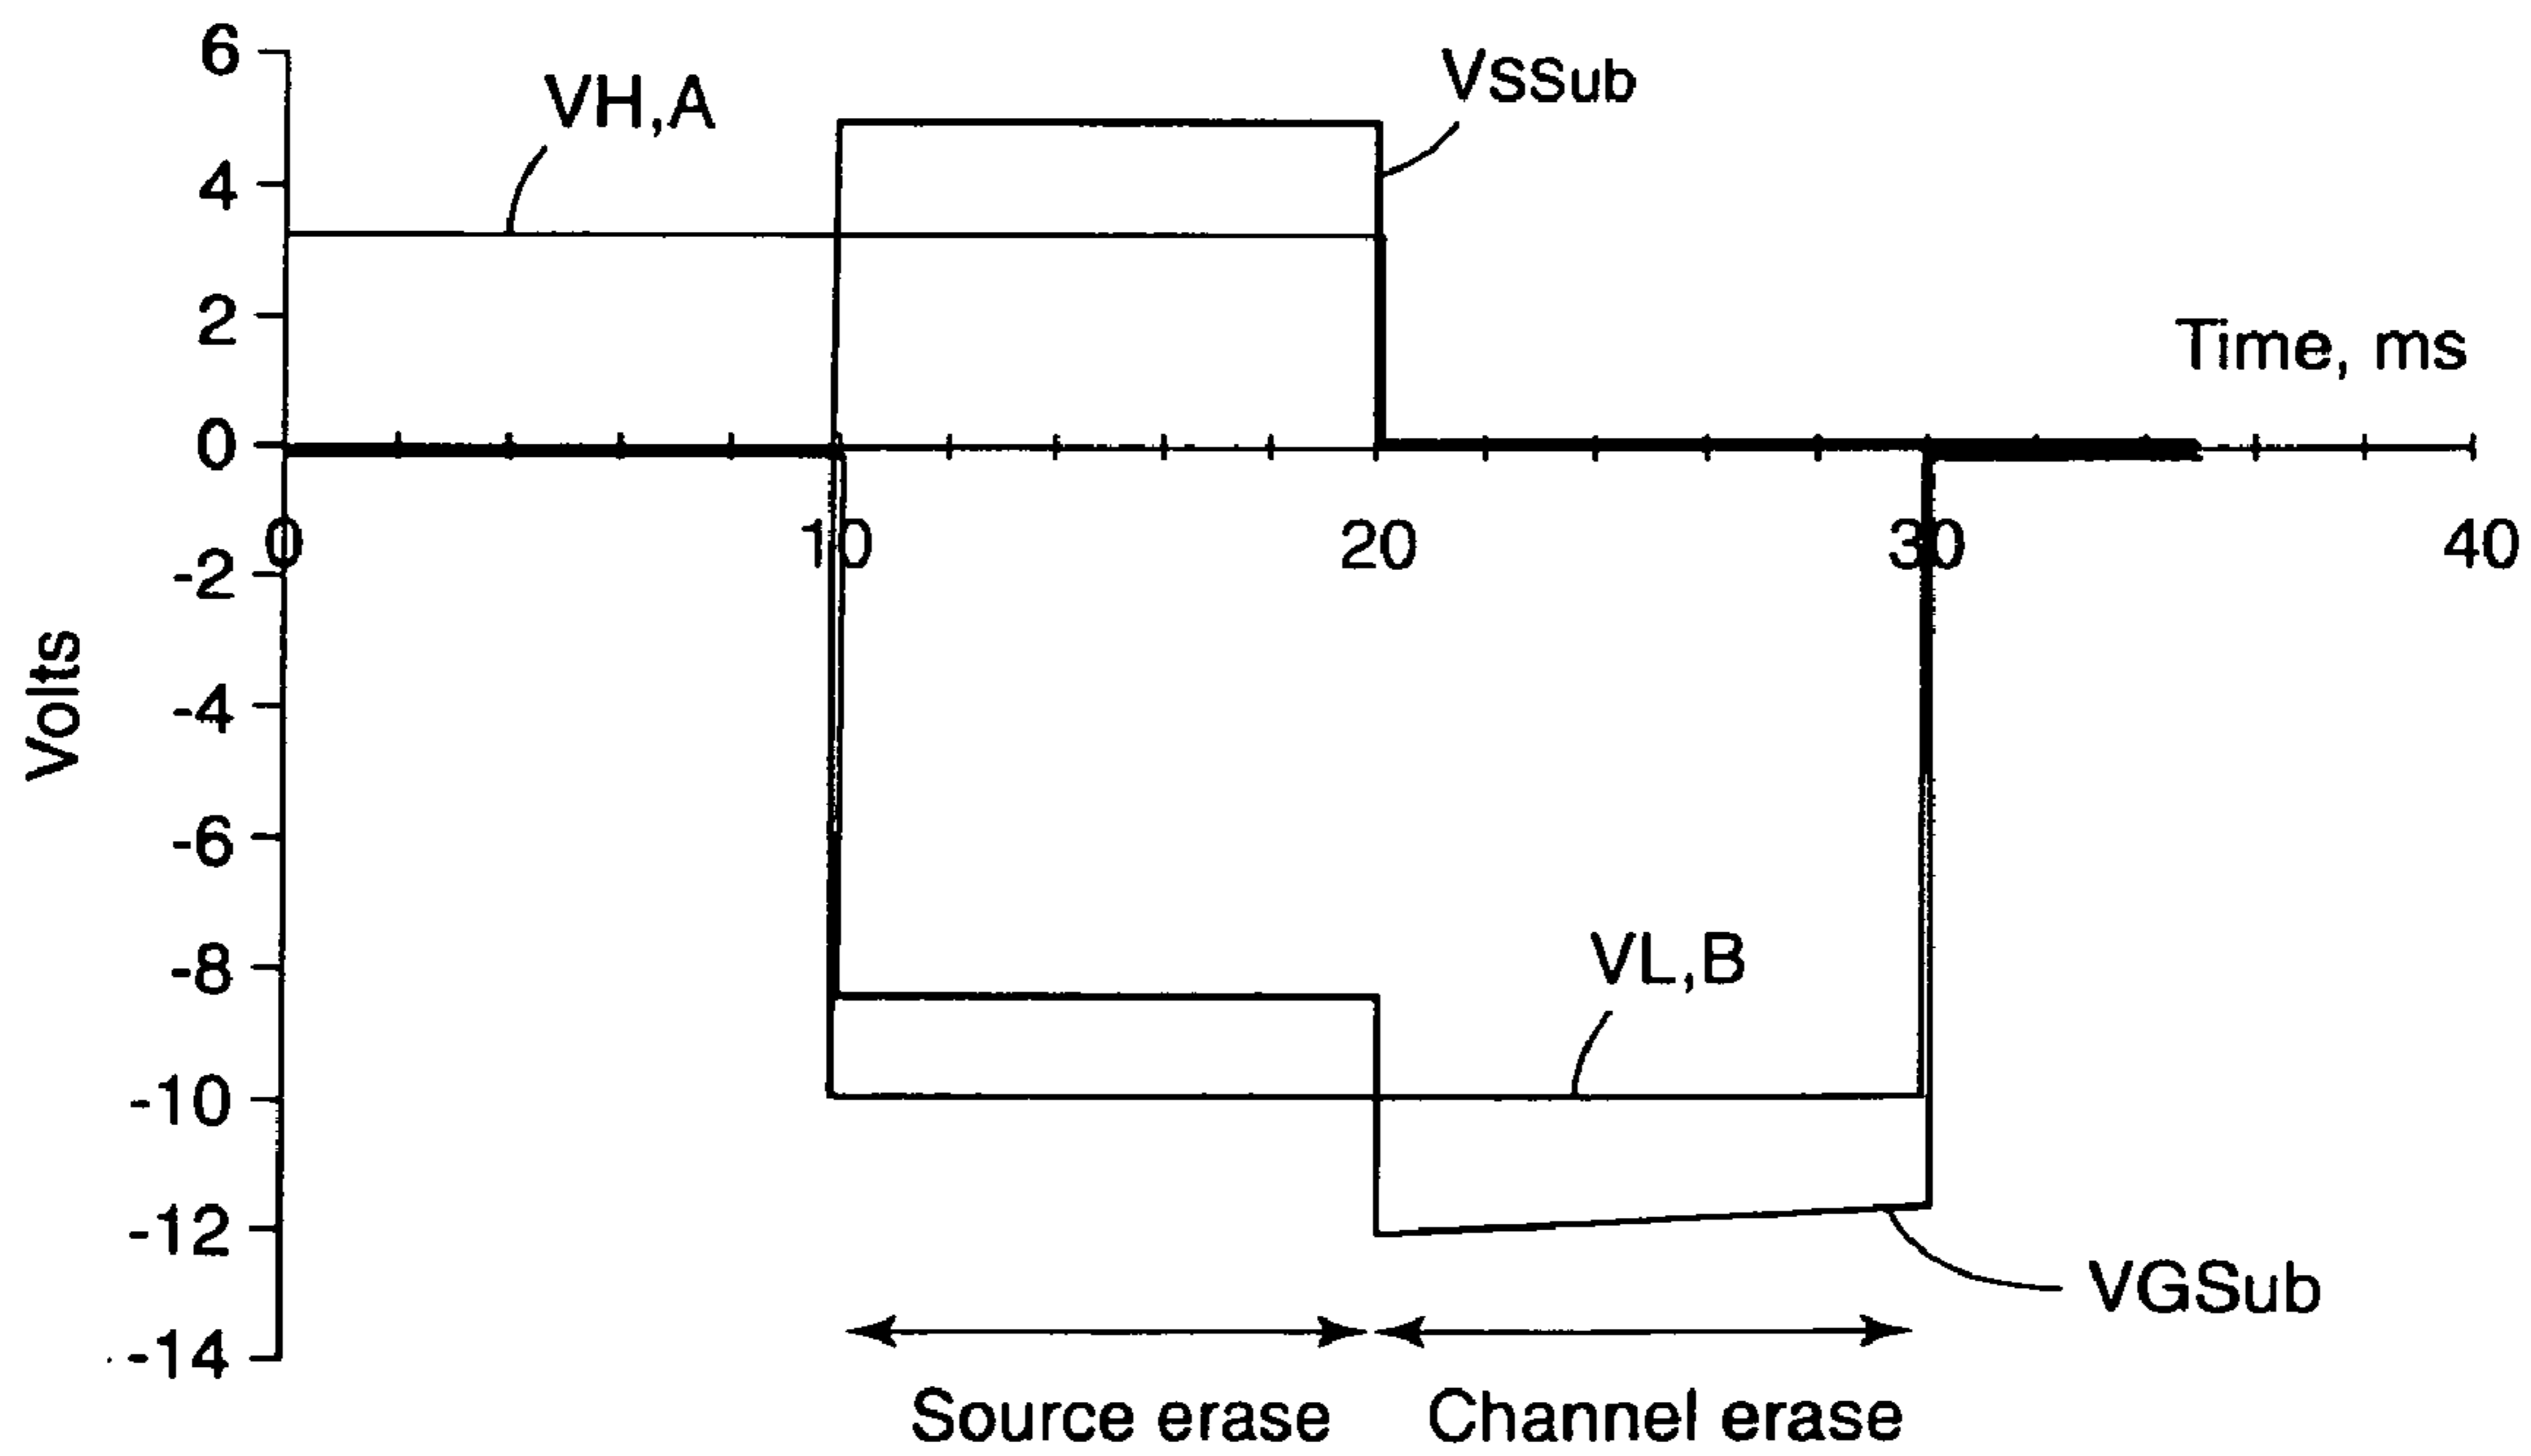 6
VH,A
VSSub
4
2
Time, ms
0
0
10
20
30
40
-2
Volts
-4
-6
-8
VL,B
-10
-12
VGSub
-14
Source erase
Channel erase